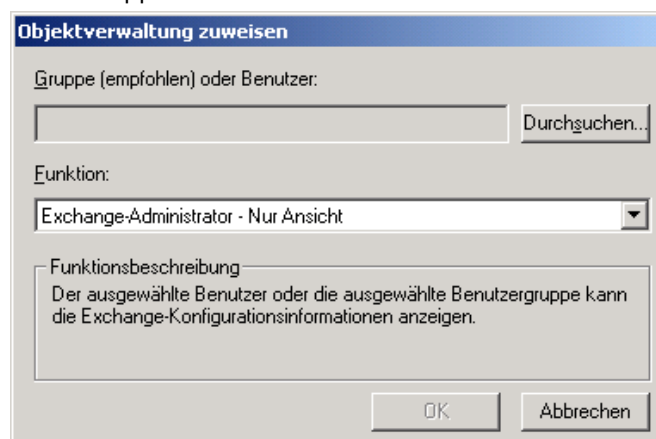 Objektverwaltung zuweisen
Gruppe (empfohlen) oder Benutzer:
Durchsuchen...
Funktion:
Exchange-Administrator - Nur Ansicht
Funktionsbeschreibung
Der ausgewählte Benutzer oder die ausgewählte Benutzergruppe kann
die Exchange-Konfigurationsinformationen anzeigen.
OK Abbrechen